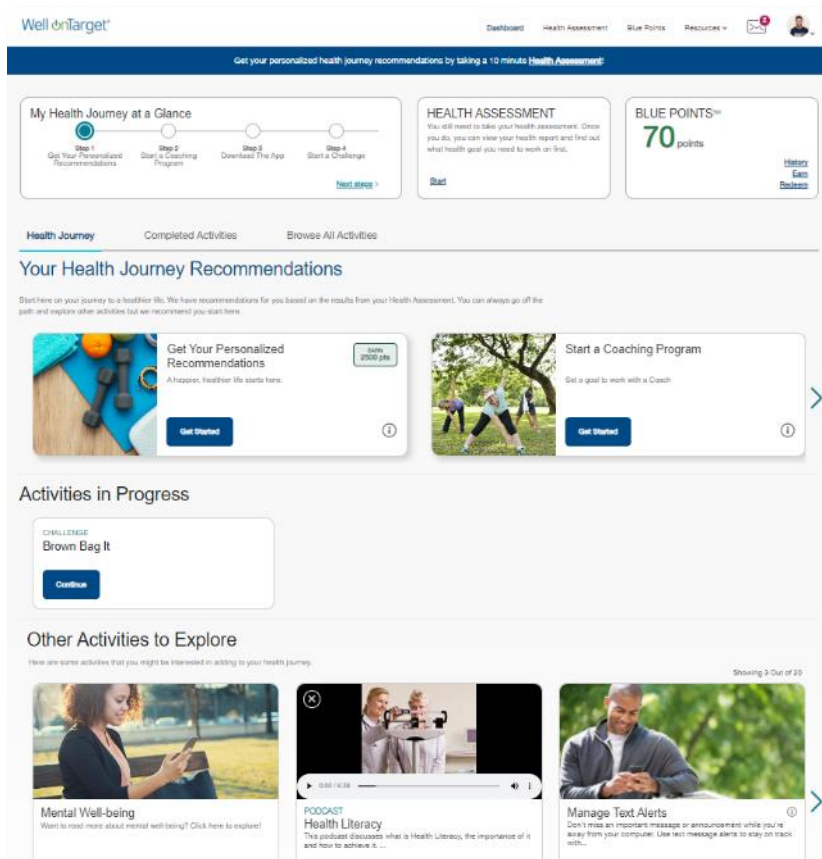 Well onTarget®
Dashboard
Health Assessment
Blue Points
Resources
2
Get your personalized health journey recommendations by taking a 10 minute Health Assessment!
My Health Journey at a Glance
Step 1
Get Your Personalized
Recommendations
Step 2
Start a Coaching
Program
Step 3
Download The App
Step 4
Start a Challenge
Next steps >
HEALTH ASSESSMENT
You still need to take your health assessment. Once
you do, you can view your health report and find out
what health goal you need to work on first.
Start
BLUE POINTS℠
70 points
History
Earn
Redeem
Health Journey
Completed Activities
Browse All Activities
Your Health Journey Recommendations
Start here on your journey to a healthier life. We have recommendations for you based on the results from your Health Assessment. You can always go off the
path and explore other activities but we recommend you start here.
Get Your Personalized
Recommendations
EARN
2500 pts
A happier, healthier life starts here.
Get Started
Start a Coaching Program
Set a goal to work with a Coach
Get Started
Activities in Progress
CHALLENGE
Brown Bag It
Continue
Other Activities to Explore
Here are some activities that you might be interested in adding to your health journey.
Showing 3 Out of 20
Mental Well-being
Want to read more about mental well-being? Click here to explore!
0:00 / 6:38
PODCAST
Health Literacy
This podcast discusses what is Health Literacy, the importance of it
and how to achieve it. ...
Manage Text Alerts
Don't miss an important message or announcement while you're
away from your computer. Use text message alerts to stay on track
with...